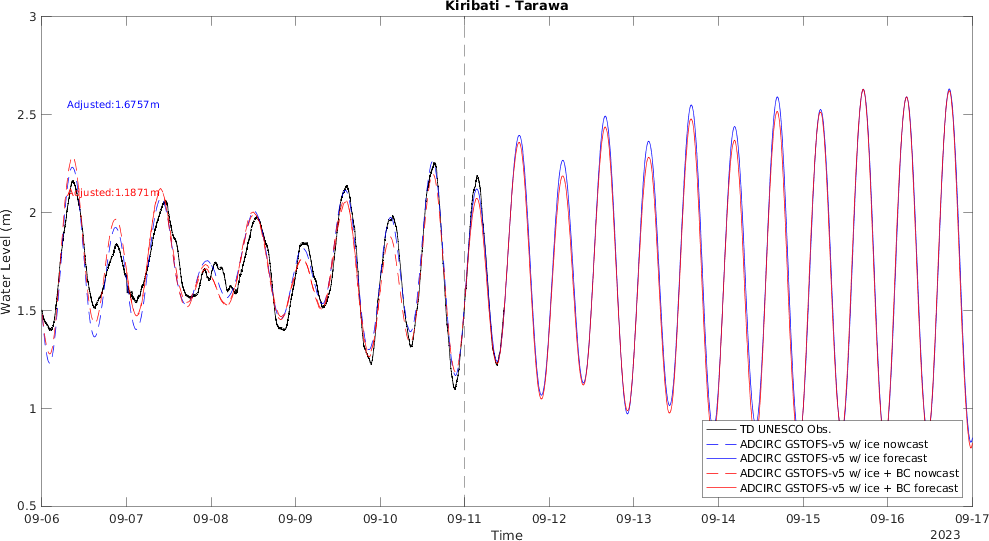 Kiribati - Tarawa
3
Adjusted:1.6757m
2.5
Adjusted:1.1871m
2
Water Level (m)
1.5
1
TD UNESCO Obs.
ADCIRC GSTOFS-v5 w/ ice nowcast
ADCIRC GSTOFS-v5 w/ ice forecast
ADCIRC GSTOFS-v5 w/ ice + BC nowcast
ADCIRC GSTOFS-v5 w/ ice + BC forecast
0.5
09-06 09-07 09-08 09-09 09-10 09-11 09-12 09-13 09-14 09-15 09-16 09-17
Time
2023